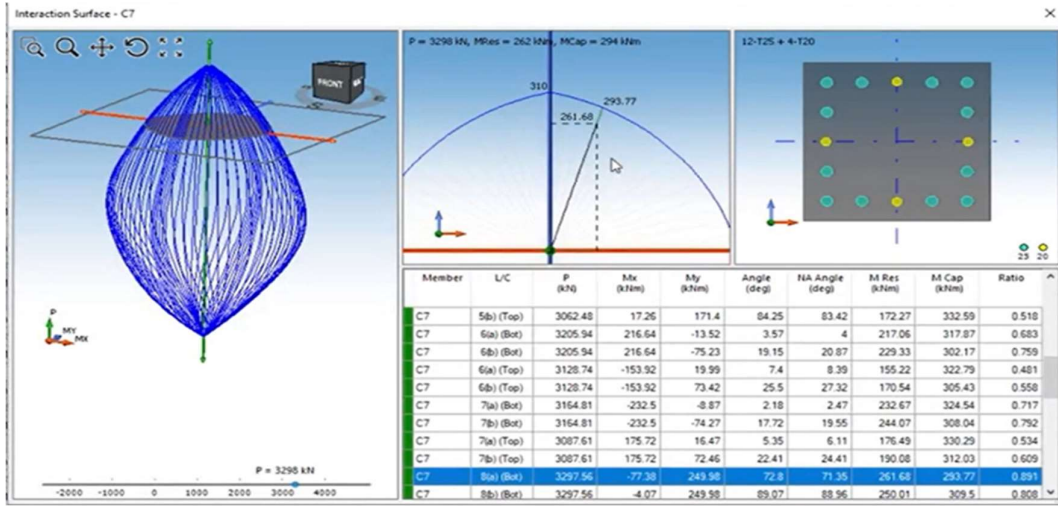 Interaction Surface - C7
FRONT
P
MY
MX
P = 3298 kN
-2000 -1000 0 1000 2000 3000 4000
P = 3298 kN, MRes = 262 kNm, MCap = 294 kNm
310
293.77
261.68
12-T25 + 4-T20
25 20
Member L/C P (kN) Mx (kNm) My (kNm) Angle (deg) NA Angle (deg) M Res (kNm) M Cap (kNm) Ratio
C7 5(b) (Top) 3062.48 17.26 171.4 84.25 83.42 172.27 332.59 0.518
C7 6(a) (Bot) 3205.94 216.64 -13.52 3.57 4 217.06 317.87 0.683
C7 6(b) (Bot) 3205.94 216.64 -75.23 19.15 20.87 229.33 302.17 0.759
C7 6(a) (Top) 3128.74 -153.92 19.99 7.4 8.39 155.22 322.79 0.481
C7 6(b) (Top) 3128.74 -153.92 73.42 25.5 27.32 170.54 305.43 0.558
C7 7(a) (Bot) 3164.81 -232.5 -8.87 2.18 2.47 232.67 324.54 0.717
C7 7(b) (Bot) 3164.81 -232.5 -74.27 17.72 19.55 244.07 308.04 0.792
C7 7(a) (Top) 3087.61 175.72 16.47 5.35 6.11 176.49 330.29 0.534
C7 7(b) (Top) 3087.61 175.72 72.46 22.41 24.41 190.08 312.03 0.609
C7 8(a) (Bot) 3297.56 -77.38 249.98 72.8 71.35 261.68 293.77 0.891
C7 8(b) (Bot) 3297.56 -4.07 249.98 89.07 88.96 250.01 309.5 0.808